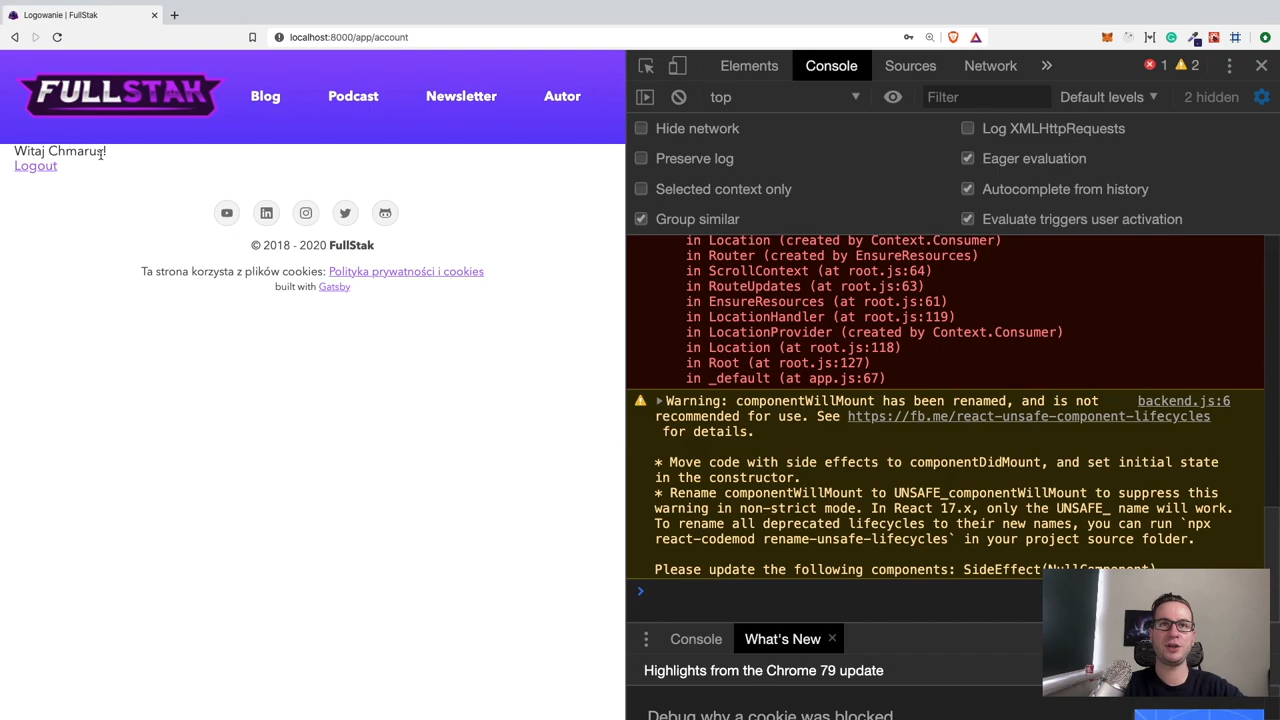 Logowanie | FullStak
localhost:8000/app/account
FULLSTAK
Blog
Podcast
Newsletter
Autor
Witaj Chmarus!
Logout
© 2018 - 2020 FullStak
Ta strona korzysta z plików cookies: Polityka prywatności i cookies
built with Gatsby
Elements
Console
Sources
Network
1
2
top
Filter
Default levels
2 hidden
Hide network
Log XMLHttpRequests
Preserve log
Eager evaluation
Selected context only
Autocomplete from history
Group similar
Evaluate triggers user activation
in Location (created by Context.Consumer)
in Router (created by EnsureResources)
in ScrollContext (at root.js:64)
in RouteUpdates (at root.js:63)
in EnsureResources (at root.js:61)
in LocationHandler (at root.js:119)
in LocationProvider (created by Context.Consumer)
in Location (at root.js:118)
in Root (at root.js:127)
in _default (at app.js:67)
Warning: componentWillMount has been renamed, and is not backend.js:6
recommended for use. See https://fb.me/react-unsafe-component-lifecycles
for details.
* Move code with side effects to componentDidMount, and set initial state
in the constructor.
* Rename componentWillMount to UNSAFE_componentWillMount to suppress this
warning in non-strict mode. In React 17.x, only the UNSAFE_ name will work.
To rename all deprecated lifecycles to their new names, you can run `npx
react-codemod rename-unsafe-lifecycles` in your project source folder.
Please update the following components: SideEffect(NullComponent)
Console
What's New
Highlights from the Chrome 79 update
Debug why a cookie was blocked